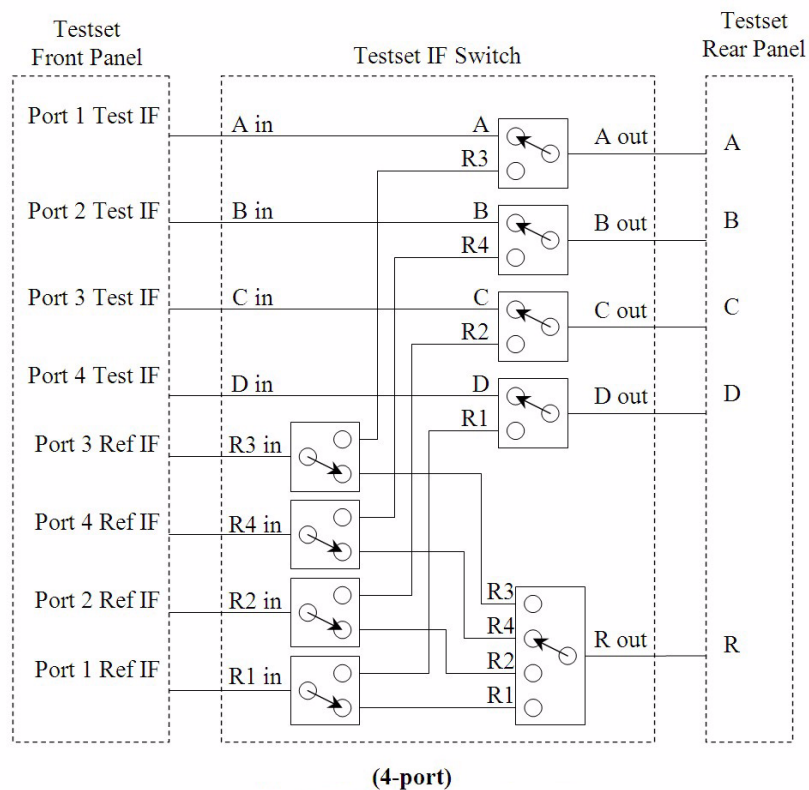 Testset
Front Panel
Testset IF Switch
Testset
Rear Panel
Port 1 Test IF
A in
A
R3
A out
A
Port 2 Test IF
B in
B
R4
B out
B
Port 3 Test IF
C in
C
R2
C out
C
Port 4 Test IF
D in
D
R1
D out
D
Port 3 Ref IF
R3 in
Port 4 Ref IF
R4 in
Port 2 Ref IF
R2 in
Port 1 Ref IF
R1 in
R3
R4
R2
R1
R out
R
(4-port)